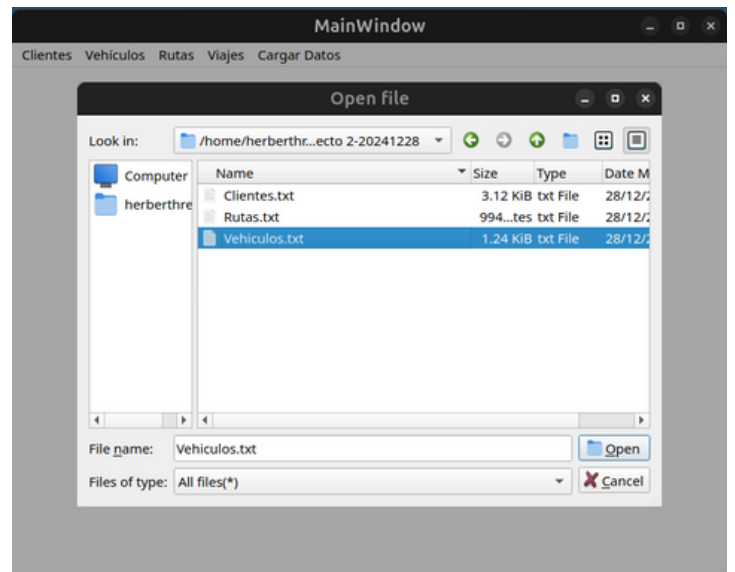 MainWindow
Clientes Vehículos Rutas Viajes Cargar Datos
Open file
Look in: /home/herberthr...ecto 2-20241228
Computer
herberthre
Name Size Type Date M
Clientes.txt 3.12 KiB txt File 28/12/2
Rutas.txt 994...tes txt File 28/12/2
Vehiculos.txt 1.24 KiB txt File 28/12/2
File name: Vehiculos.txt Open
Files of type: All files(*) Cancel